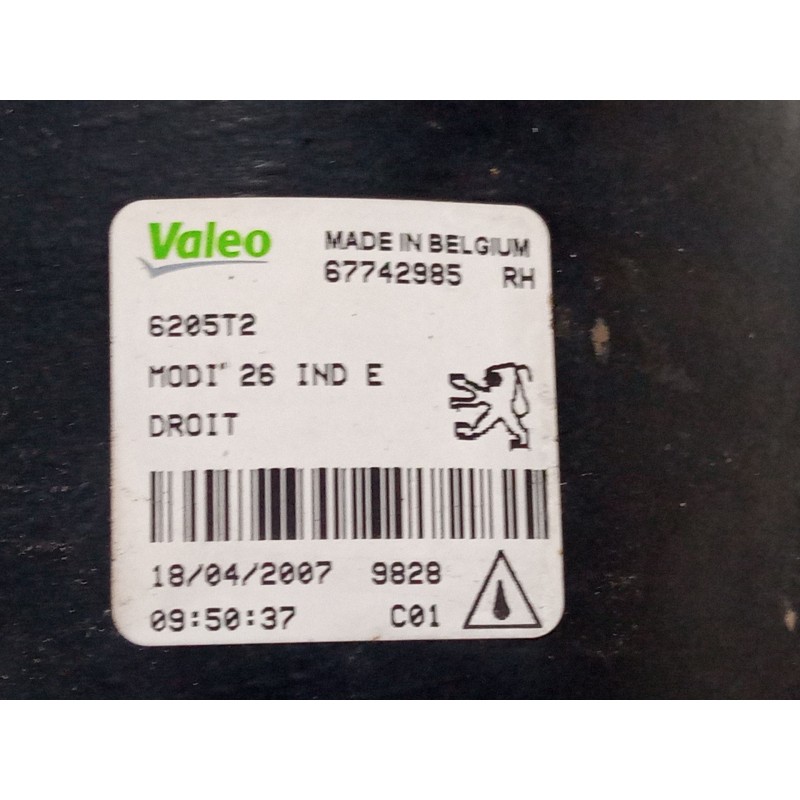 Valeo MADE IN BELGIUM
67742985 RH
6205T2
MODI" 26 IND E
DROIT
18/04/2007 9828
09:50:37 C01